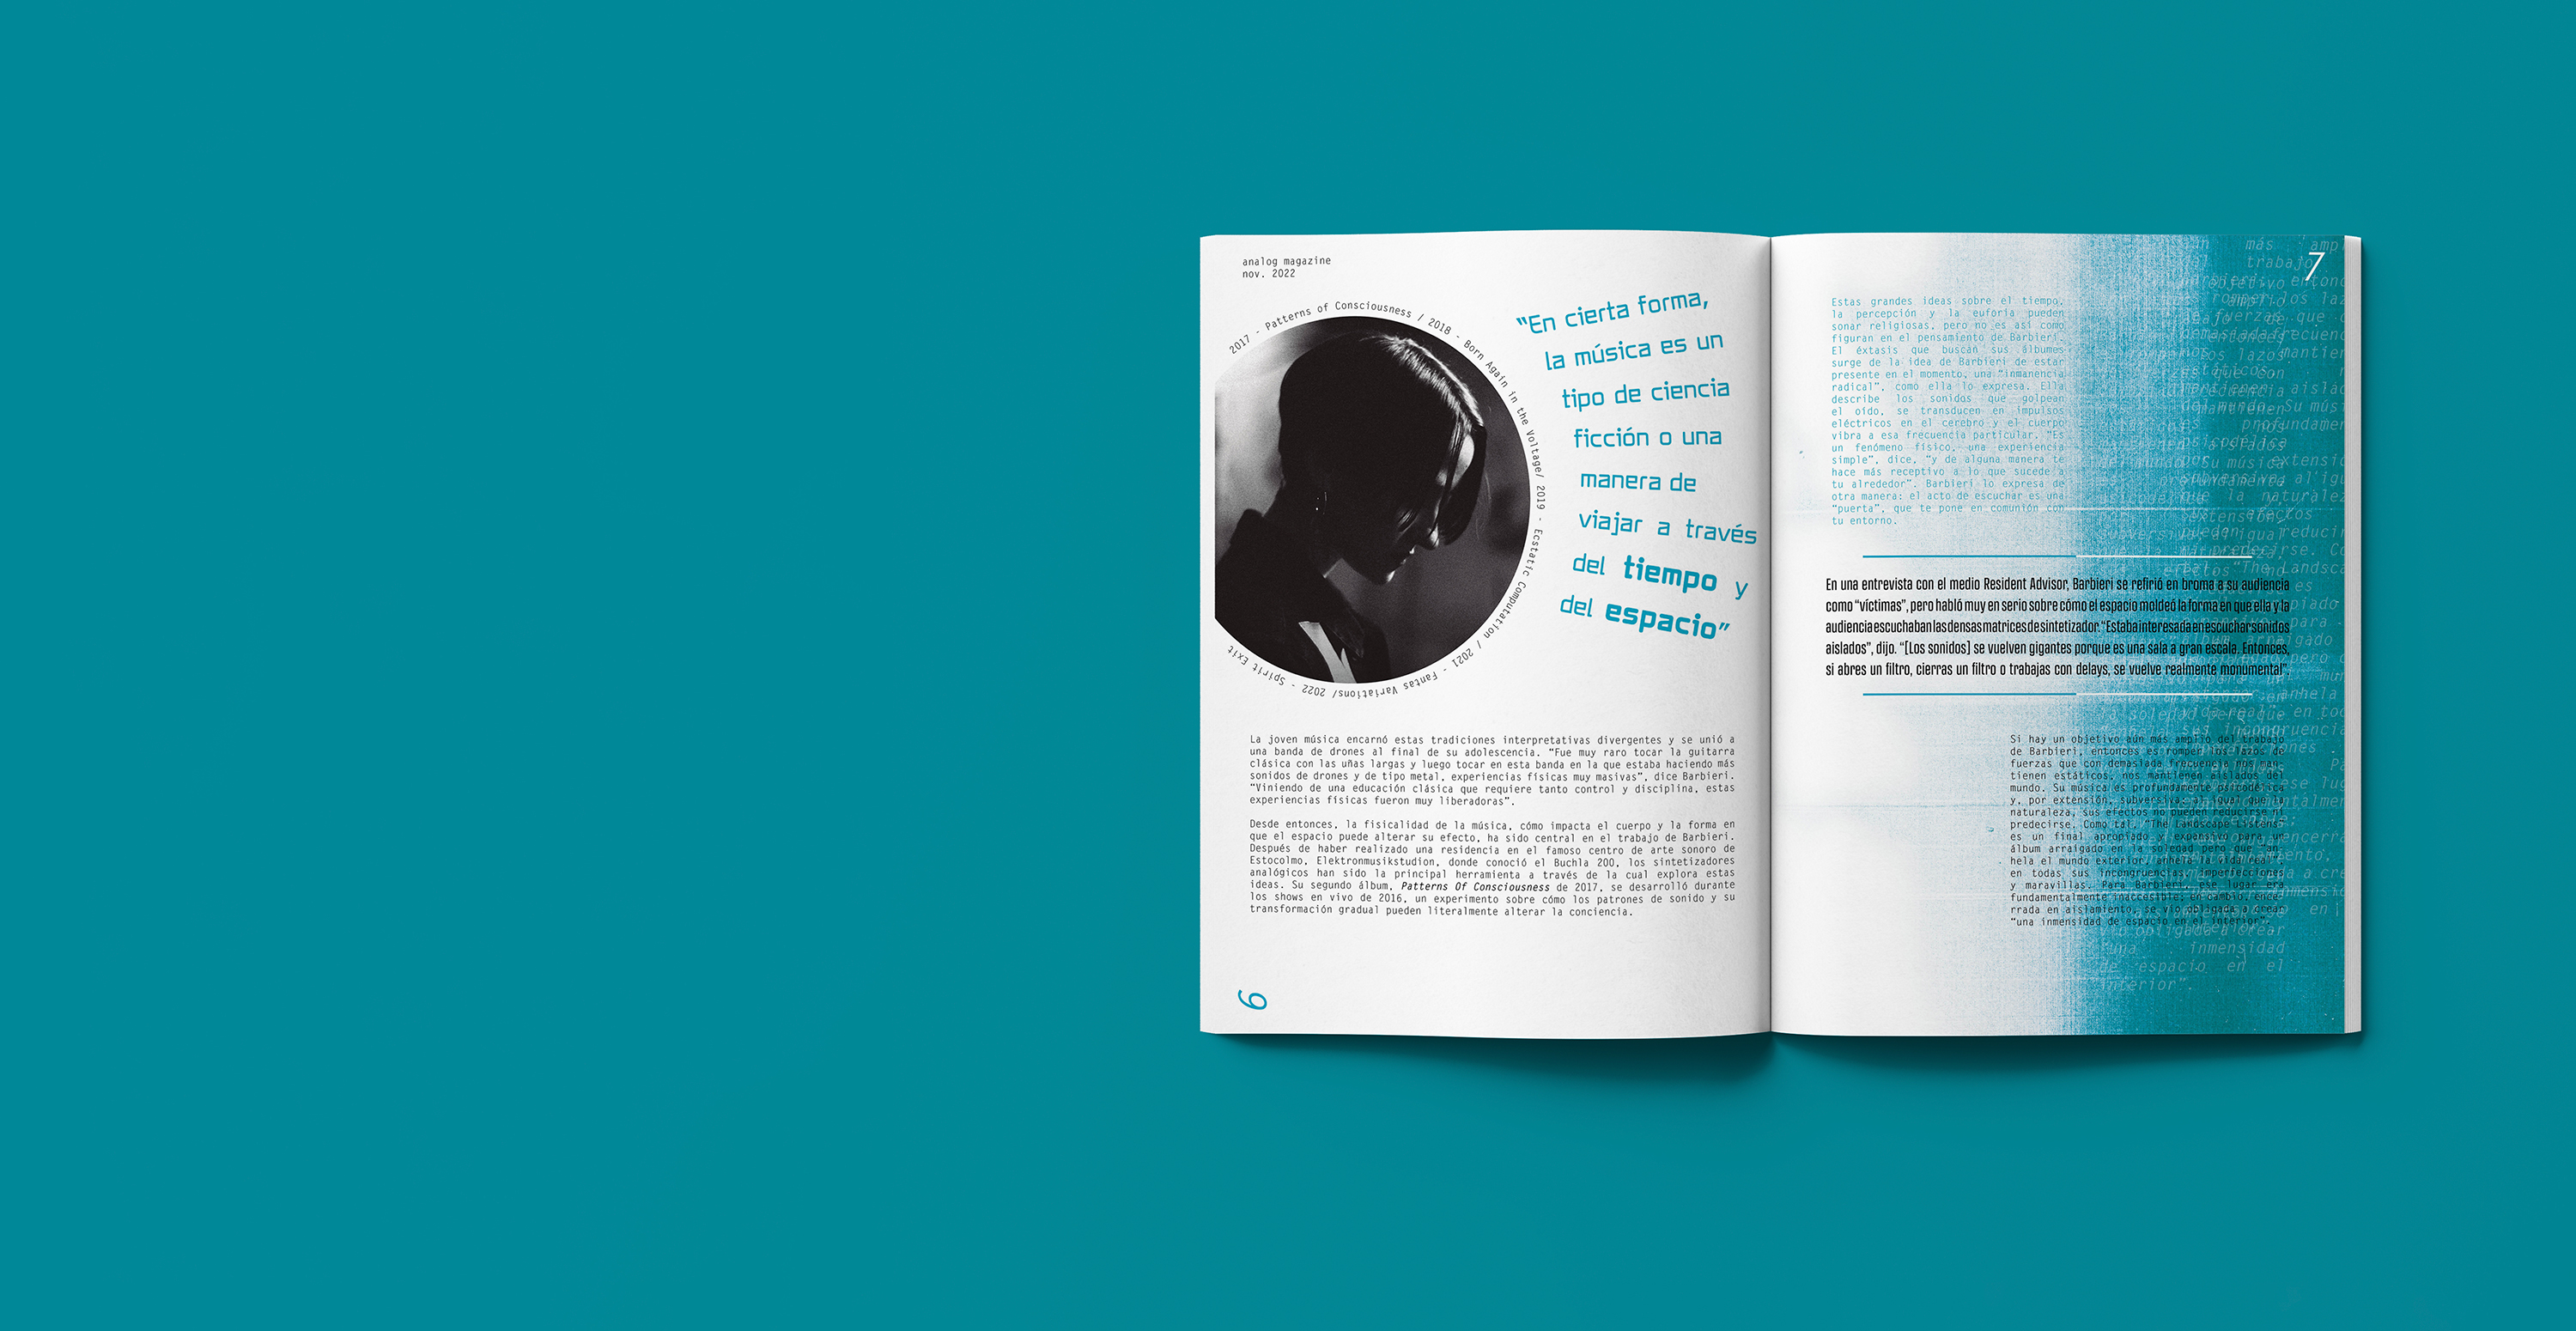 analog magazine
nov. 2022
2017 - Patterns of Consciousness / 2018 - Born Again in the Voltage/ 2019 - Ecstatic Computation / 2021 - Fantas Variations/ 2022 - Spirit Exit
“En cierta forma,
la música es un
tipo de ciencia
ficción o una
manera de
viajar a través
del tiempo y
del espacio”
La joven música encarnó estas tradiciones interpretativas divergentes y se unió a
una banda de drones al final de su adolescencia. “Fue muy raro tocar la guitarra
clásica con las uñas largas y luego tocar en esta banda en la que estaba haciendo más
sonidos de drones y de tipo metal, experiencias físicas muy masivas”, dice Barbieri.
“Viniendo de una educación clásica que requiere tanto control y disciplina, estas
experiencias físicas fueron muy liberadoras”.
Desde entonces, la fisicalidad de la música, cómo impacta el cuerpo y la forma en
que el espacio puede alterar su efecto, ha sido central en el trabajo de Barbieri.
Después de haber realizado una residencia en el famoso centro de arte sonoro de
Estocolmo, Elektronmusikstudion, donde conoció el Buchla 200, los sintetizadores
analógicos han sido la principal herramienta a través de la cual explora estas
ideas. Su segundo álbum, Patterns Of Consciousness de 2017, se desarrolló durante
los shows en vivo de 2016, un experimento sobre cómo los patrones de sonido y su
transformación gradual pueden literalmente alterar la conciencia.
6
7
Estas grandes ideas sobre el tiempo,
la percepción y la euforia pueden
sonar religiosas, pero no es así como
figuran en el pensamiento de Barbieri.
El éxtasis que buscan sus álbumes
surge de la idea de Barbieri de estar
presente en el momento, una “inmanencia
radical”, como ella lo expresa. Ella
describe los sonidos que golpean
el oído, se transducen en impulsos
eléctricos en el cerebro y el cuerpo
vibra a esa frecuencia particular. “Es
un fenómeno físico, una experiencia
simple”, dice, “y de alguna manera te
hace más receptivo a lo que sucede a
tu alrededor”. Barbieri lo expresa de
otra manera: el acto de escuchar es una
“puerta”, que te pone en comunión con
tu entorno.
En una entrevista con el medio Resident Advisor, Barbieri se refirió en broma a su audiencia
como “víctimas”, pero habló muy en serio sobre cómo el espacio moldeó la forma en que ella y la
audiencia escuchaban las densas matrices de sintetizador. “Estaba interesada en escuchar sonidos
aislados”, dijo. “[Los sonidos] se vuelven gigantes porque es una sala a gran escala. Entonces,
si abres un filtro, cierras un filtro o trabajas con delays, se vuelve realmente monumental”.
Si hay un objetivo aún más amplio del trabajo
de Barbieri, entonces es romper los lazos de
fuerzas que con demasiada frecuencia nos man-
tienen estáticos, nos mantienen aislados del
mundo. Su música es profundamente psicodélica
y, por extensión, subversiva; al igual que la
naturaleza, sus efectos no pueden reducirse ni
predecirse. Como tal, “The Landscape Listens”
es un final apropiado y expansivo para un
álbum arraigado en la soledad pero que “an-
hela el mundo exterior, anhela la vida real”,
en todas sus incongruencias, imperfecciones
y maravillas. Para Barbieri, ese lugar era
fundamentalmente inaccesible; en cambio, ence-
rrada en aislamiento, se vio obligada a crear
“una inmensidad de espacio en el interior”.
inmensidad
de espacio en el
interior”.